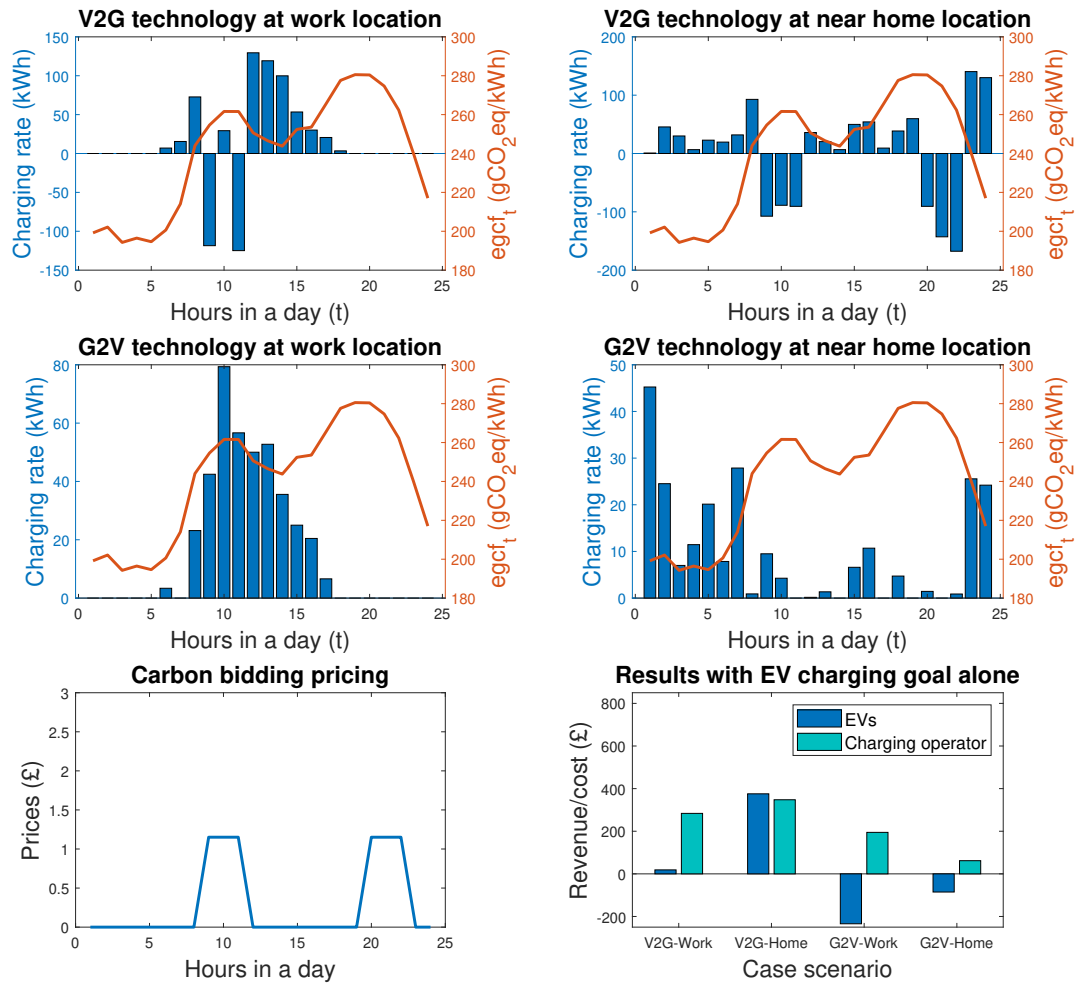 V2G technology at work location
Charging rate (kWh)
150
100
50
0
-50
-100
-150
0 5 10 15 20 25
Hours in a day (t)
300
280
260
240
220
200
180
egcf_t (gCO_2eq/kWh)
V2G technology at near home location
Charging rate (kWh)
200
100
0
-100
-200
0 5 10 15 20 25
Hours in a day (t)
300
280
260
240
220
200
180
egcf_t (gCO_2eq/kWh)
G2V technology at work location
Charging rate (kWh)
80
60
40
20
0
0 5 10 15 20 25
Hours in a day (t)
300
280
260
240
220
200
180
egcf_t (gCO_2eq/kWh)
G2V technology at near home location
Charging rate (kWh)
50
40
30
20
10
0
0 5 10 15 20 25
Hours in a day (t)
300
280
260
240
220
200
180
egcf_t (gCO_2eq/kWh)
Carbon bidding pricing
Prices (£)
3
2.5
2
1.5
1
0.5
0
0 5 10 15 20 25
Hours in a day
Results with EV charging goal alone
Revenue/cost (£)
800
600
400
200
0
-200
EVs
Charging operator
V2G-Work V2G-Home G2V-Work G2V-Home
Case scenario